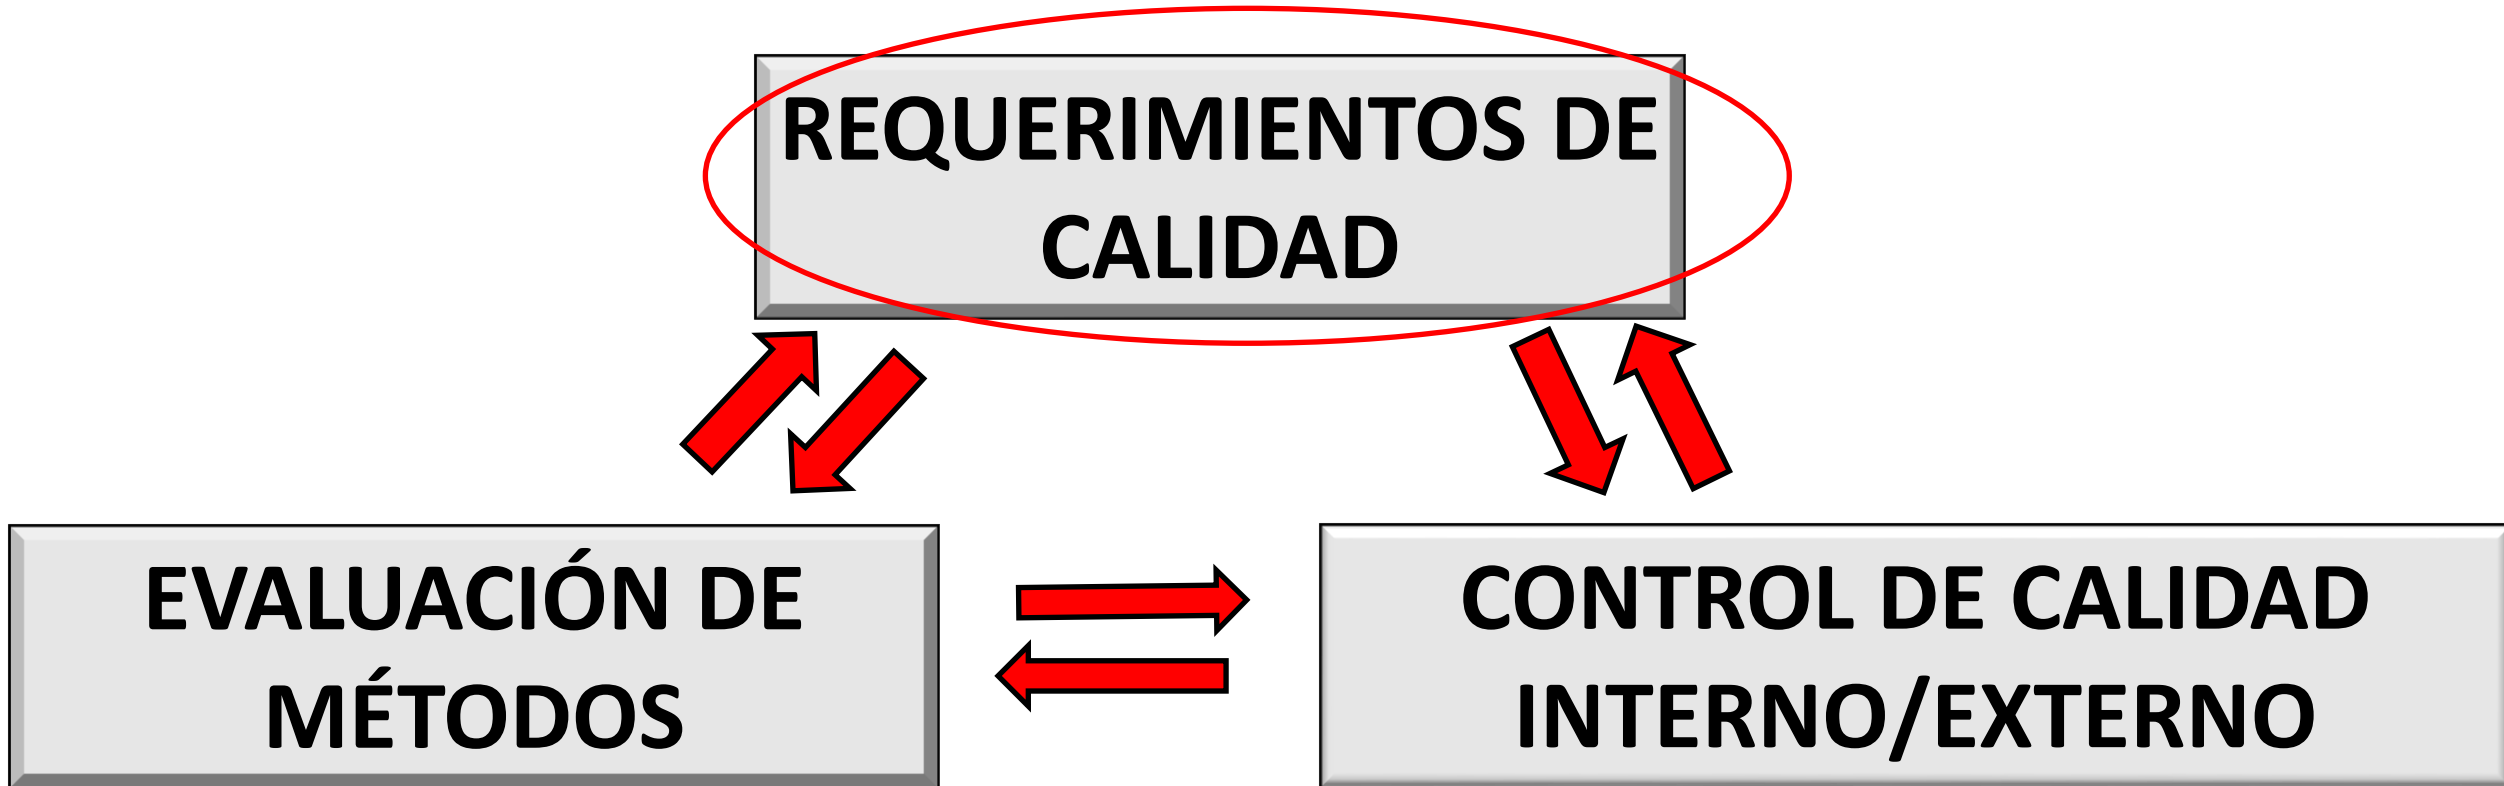 REQUERIMIENTOS DE
CALIDAD
EVALUACIÓN DE
MÉTODOS
CONTROL DE CALIDAD
INTERNO/EXTERNO